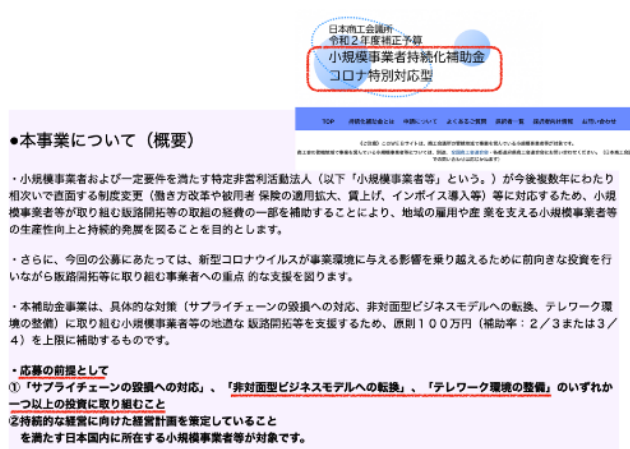 日本商工会議所
令和2年度補正予算
小規模事業者持続化補助金
コロナ特別対応型
TOP 持続化補助金とは 申請について よくあるご質問 採択者一覧 採択者向け情報 お問い合わせ
●本事業について(概要)
・小規模事業者および一定要件を満たす特定非営利活動法人(以下「小規模事業者等」という。)が今後複数年にわたり
相次いで直面する制度変更(働き方改革や被用者 保険の適用拡大、賃上げ、インボイス導入等)等に対応するため、小規
模事業者等が取り組む販路開拓等の取組の経費の一部を補助することにより、地域の雇用や産 業を支える小規模事業者等
の生産性向上と持続的発展を図ることを目的とします。
・さらに、今回の公募にあたっては、新型コロナウイルスが事業環境に与える影響を乗り越えるために前向きな投資を行
いながら販路開拓等に取り組む事業者への重点 的な支援を図ります。
・本補助金事業は、具体的な対策(サプライチェーンの毀損への対応、非対面型ビジネスモデルへの転換、テレワーク環
境の整備)に取り組む小規模事業者等の地道な 販路開拓等を支援するため、原則100万円(補助率:2/3または3/
4)を上限に補助するものです。
・応募の前提として
①「サプライチェーンの毀損への対応」、「非対面型ビジネスモデルへの転換」、「テレワーク環境の整備」のいずれか
一つ以上の投資に取り組むこと
②持続的な経営に向けた経営計画を策定していること
を満たす日本国内に所在する小規模事業者等が対象です。